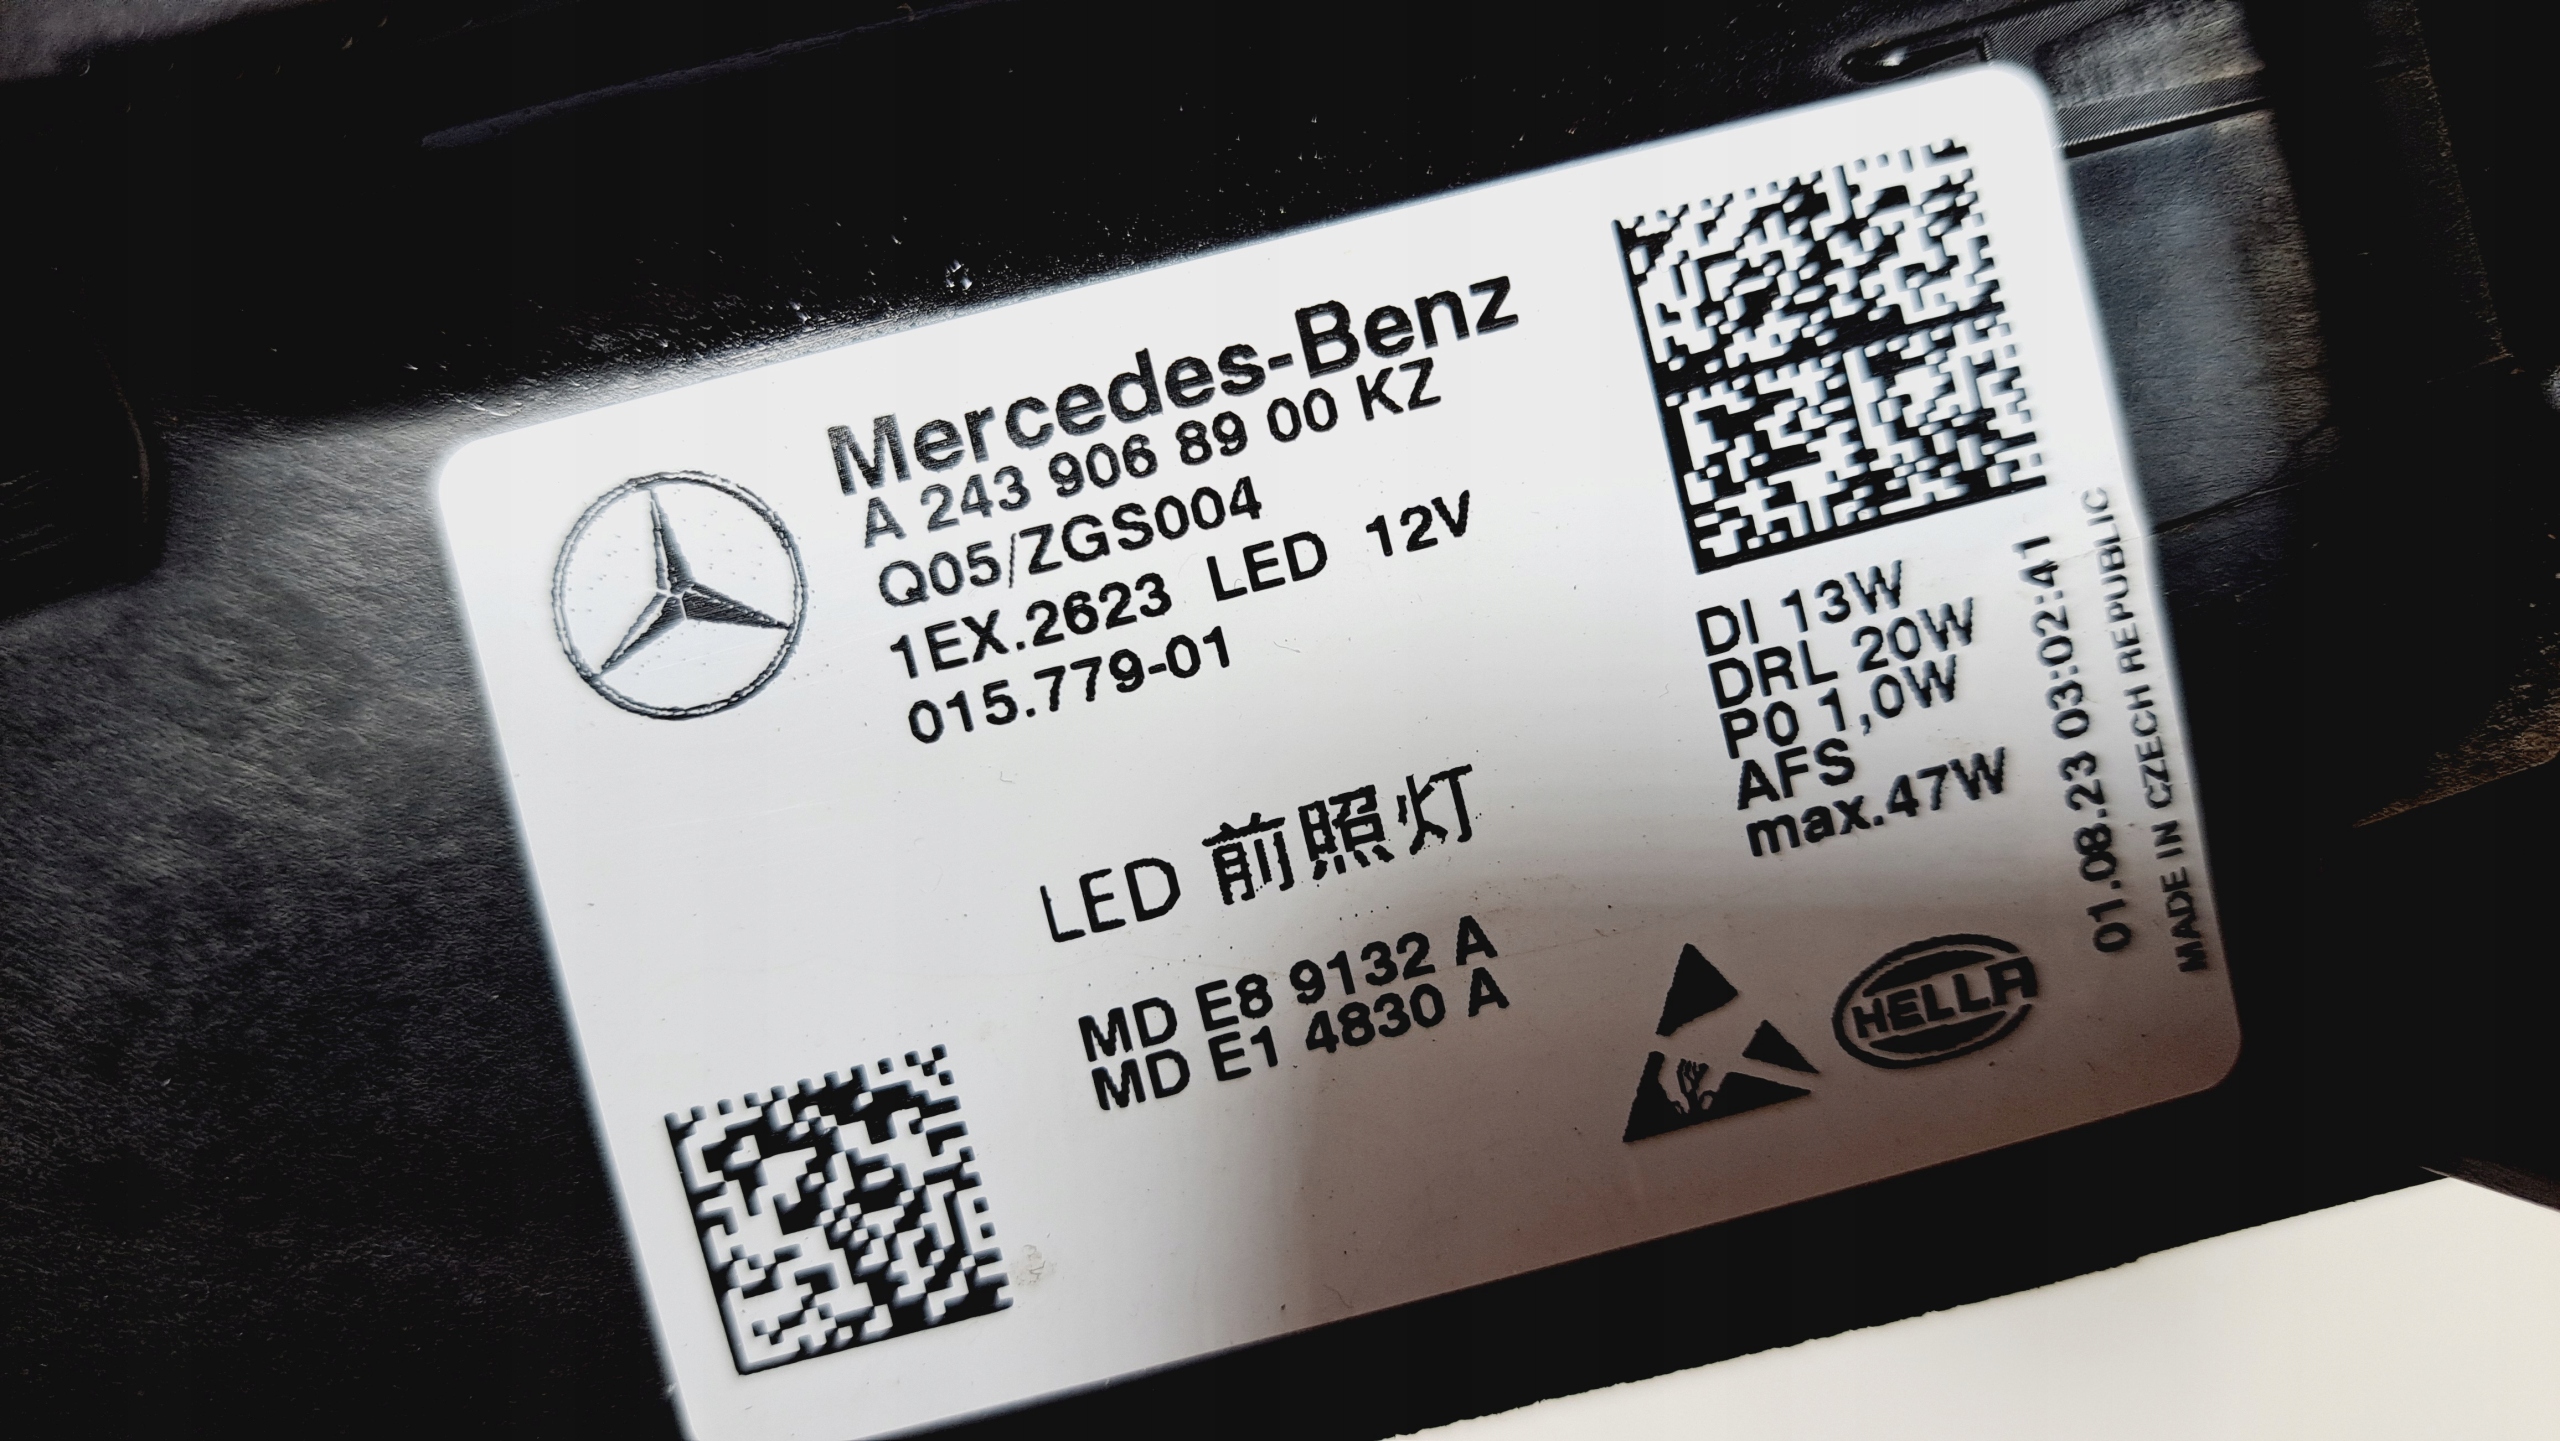 Mercedes-Benz
A 243 906 89 00 KZ
Q05/ZGS004
1EX.2623 LED 12V
015.779-01
DI 13W
DRL 20W
PO 1,0W
AFS
max.47W
01.08.23 03:02:41
MADE IN CZECH REPUBLIC
LED 前照灯
MD E8 9132 A
MD E1 4830 A
HELLA